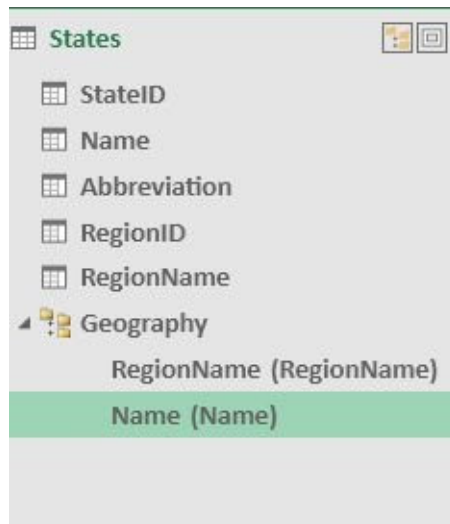 States
StateID
Name
Abbreviation
RegionID
RegionName
Geography
RegionName (RegionName)
Name (Name)